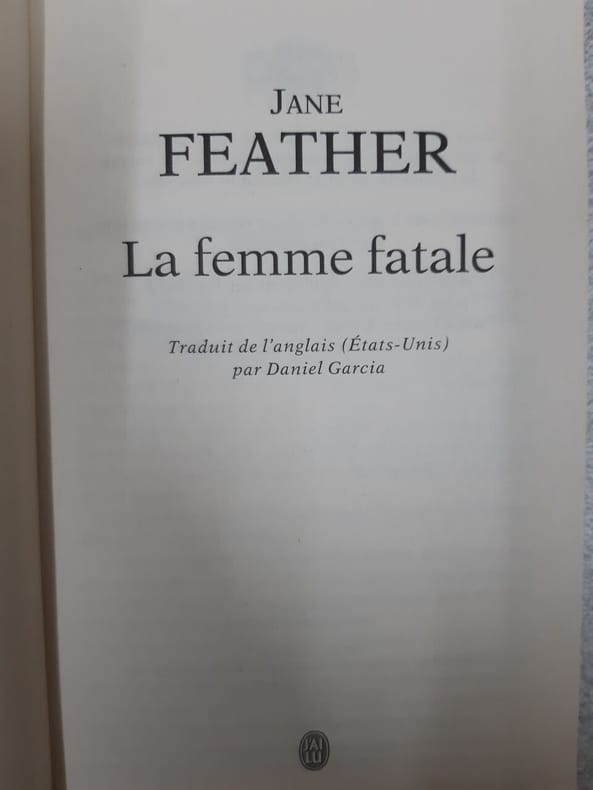 JANE
FEATHER
La femme fatale
Traduit de l'anglais (États-Unis)
par Daniel Garcia
J'AI
LU